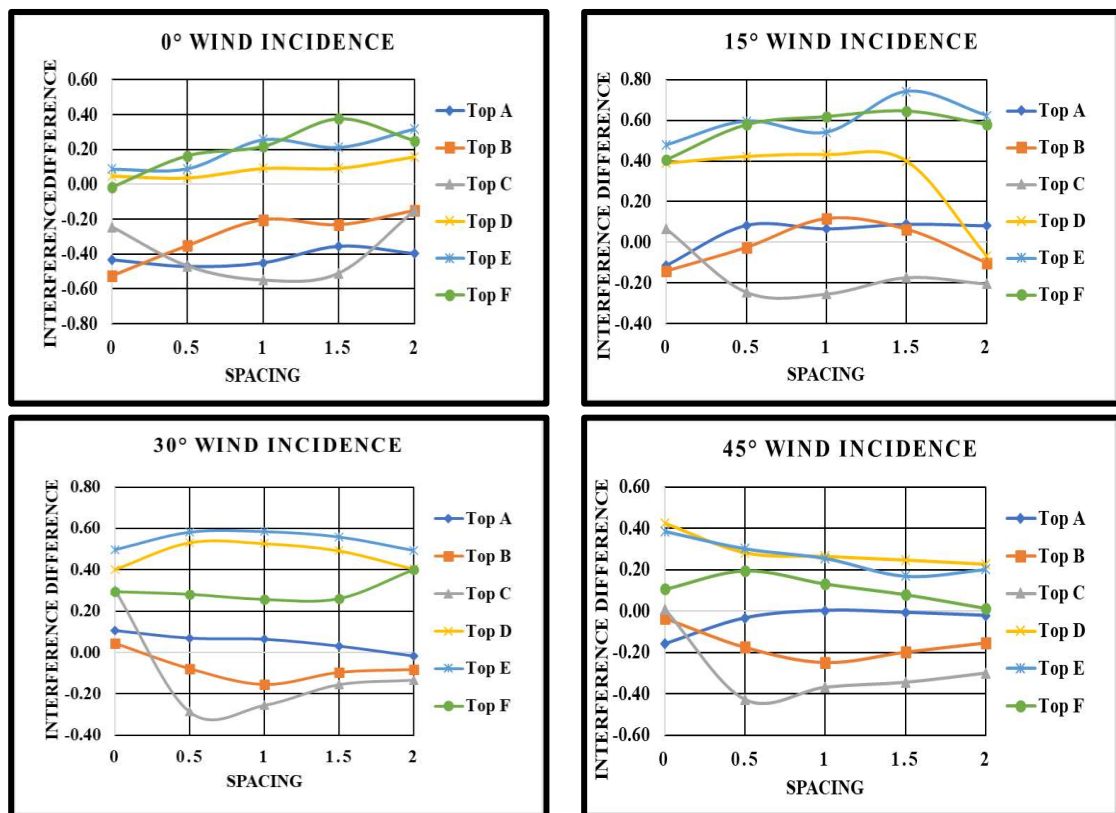 0° WIND INCIDENCE
INTERFERENCEDIFFERENCE
0.60
0.40
0.20
0.00
-0.20
-0.40
-0.60
-0.80
0 0.5 1 1.5 2
SPACING
Top A
Top B
Top C
Top D
Top E
Top F
15° WIND INCIDENCE
INTERFERENCE DIFFERENCE
0.80
0.60
0.40
0.20
0.00
-0.20
-0.40
0 0.5 1 1.5 2
SPACING
Top A
Top B
Top C
Top D
Top E
Top F
30° WIND INCIDENCE
INTERFERENCE DIFFERENCE
0.80
0.60
0.40
0.20
0.00
-0.20
-0.40
0 0.5 1 1.5 2
SPACING
Top A
Top B
Top C
Top D
Top E
Top F
45° WIND INCIDENCE
INTERFERENCE DIFFERENCE
0.60
0.40
0.20
0.00
-0.20
-0.40
-0.60
0 0.5 1 1.5 2
SPACING
Top A
Top B
Top C
Top D
Top E
Top F